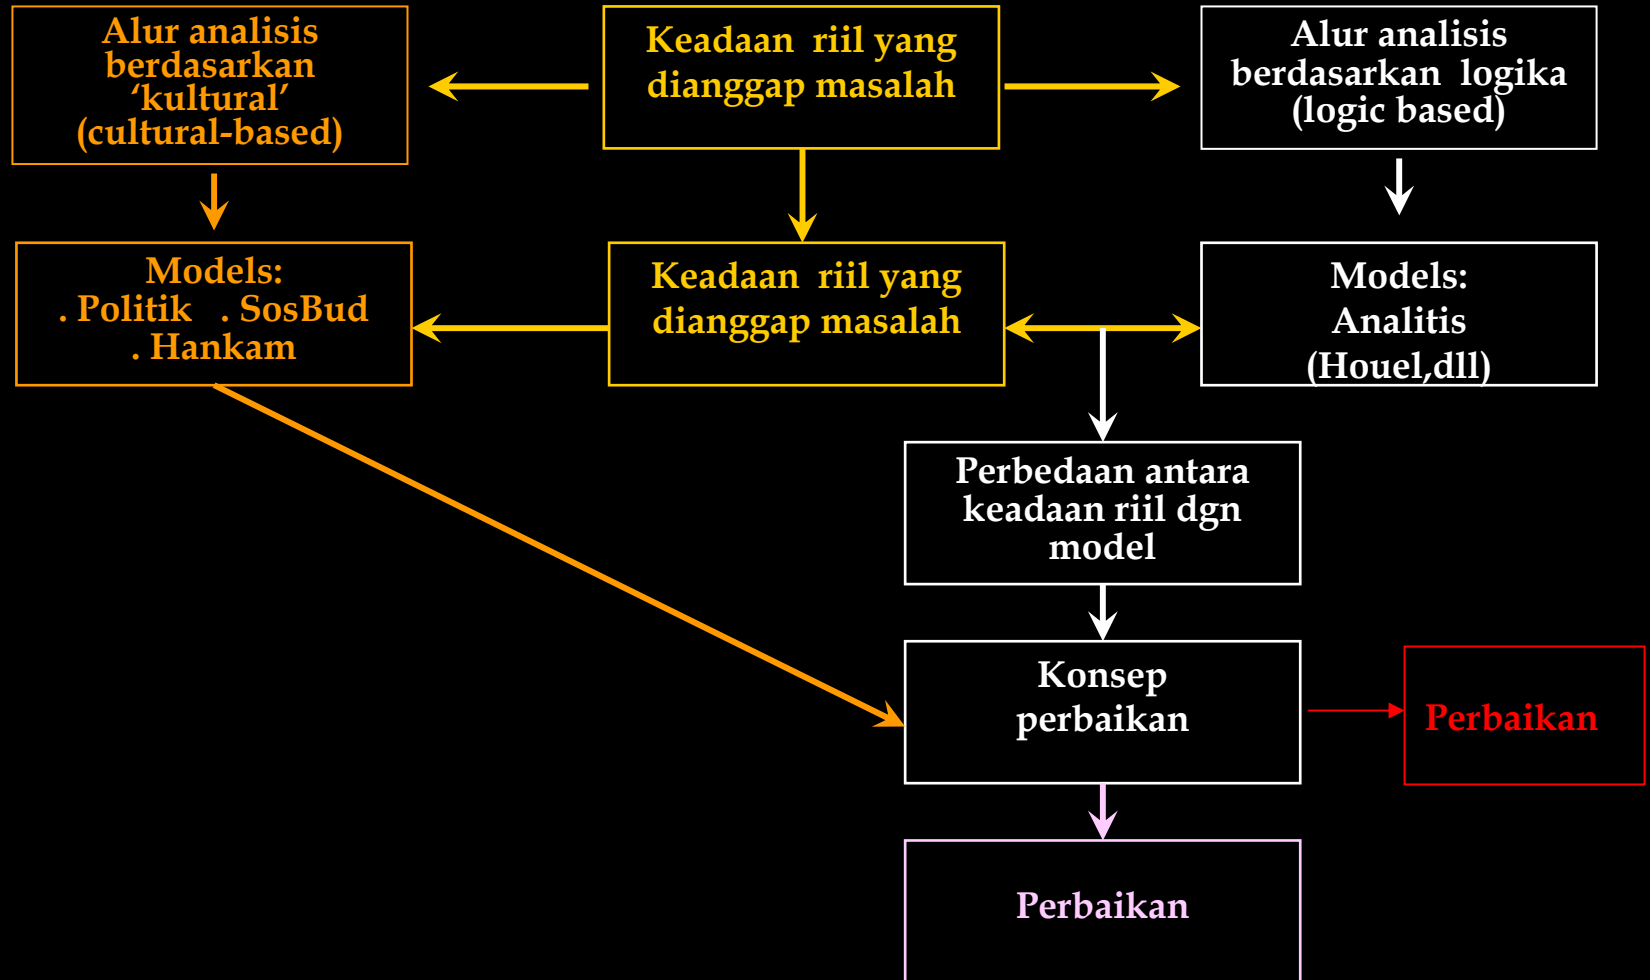 Alur analisis
berdasarkan
‘kultural’
(cultural-based)
Keadaan riil yang
dianggap masalah
Alur analisis
berdasarkan logika
(logic based)
Models:
. Politik . SosBud
. Hankam
Keadaan riil yang
dianggap masalah
Models:
Analitis
(Houel,dll)
Perbedaan antara
keadaan riil dgn
model
Konsep
perbaikan
Perbaikan
Perbaikan